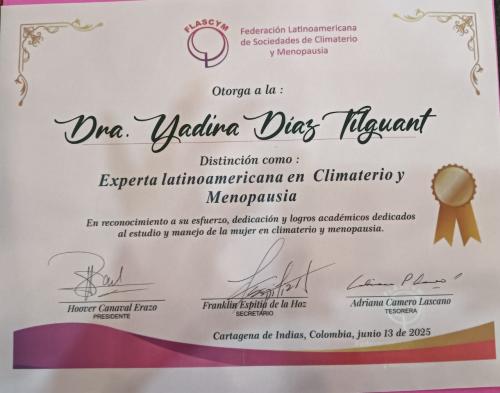 FLASCYM
Federación Latinoamericana
de Sociedades de Climaterio
y Menopausia
Otorga a la :
Dra. Yadira Díaz Tilguant
Distinción como :
Experta latinoamericana en Climaterio y
Menopausia
En reconocimiento a su esfuerzo, dedicación y logros académicos dedicados
al estudio y manejo de la mujer en climaterio y menopausia.
Hoover Canaval Erazo
PRESIDENTE
Franklin Espitia de la Hoz
SECRETARIO
Adriana Camero Lascano
TESORERA
Cartagena de Indias, Colombia, junio 13 de 2025